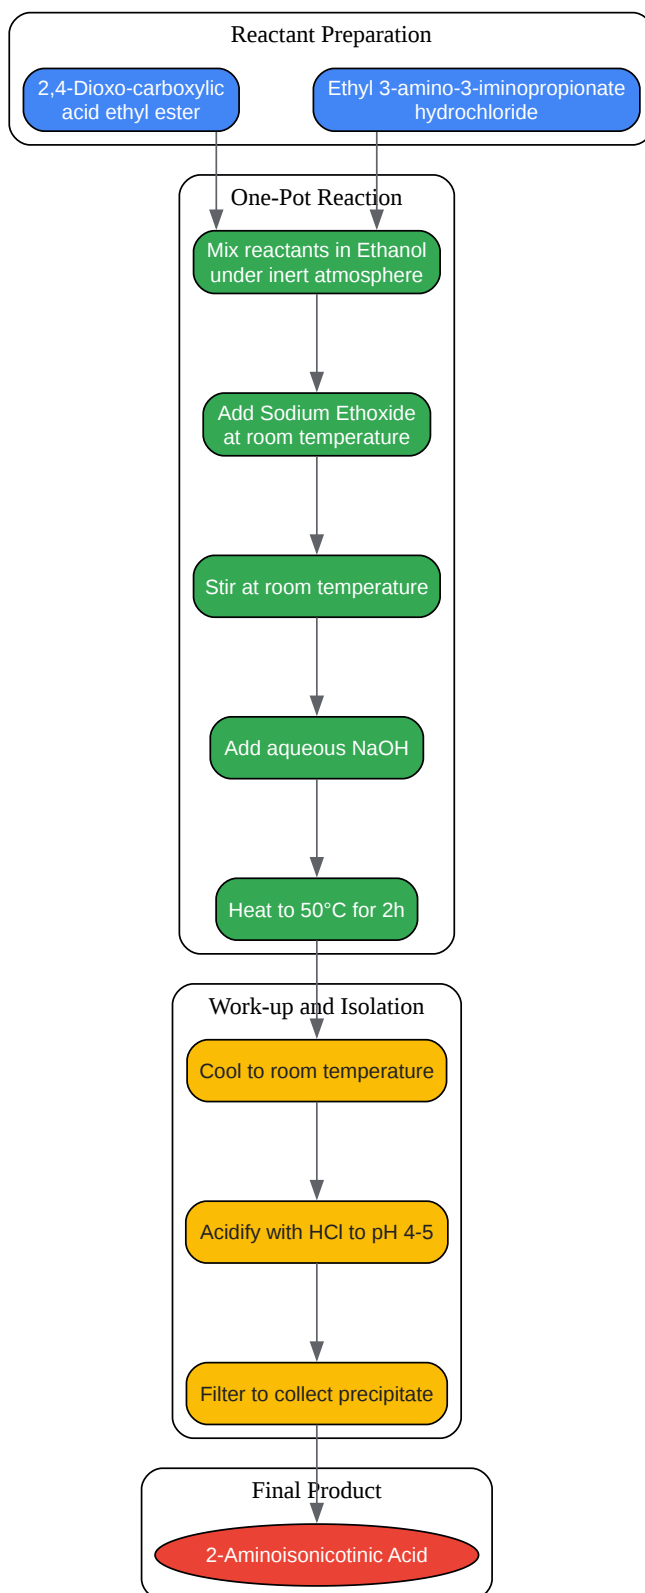 Reactant Preparation
2,4-Dioxo-carboxylic
acid ethyl ester
Ethyl 3-amino-3-iminopropionate
hydrochloride
One-Pot Reaction
Mix reactants in Ethanol
under inert atmosphere
Add Sodium Ethoxide
at room temperature
Stir at room temperature
Add aqueous NaOH
Heat to 50°C for 2h
Work-up and Isolation
Cool to room temperature
Acidify with HCl to pH 4-5
Filter to collect precipitate
Final Product
2-Aminoisonicotinic Acid